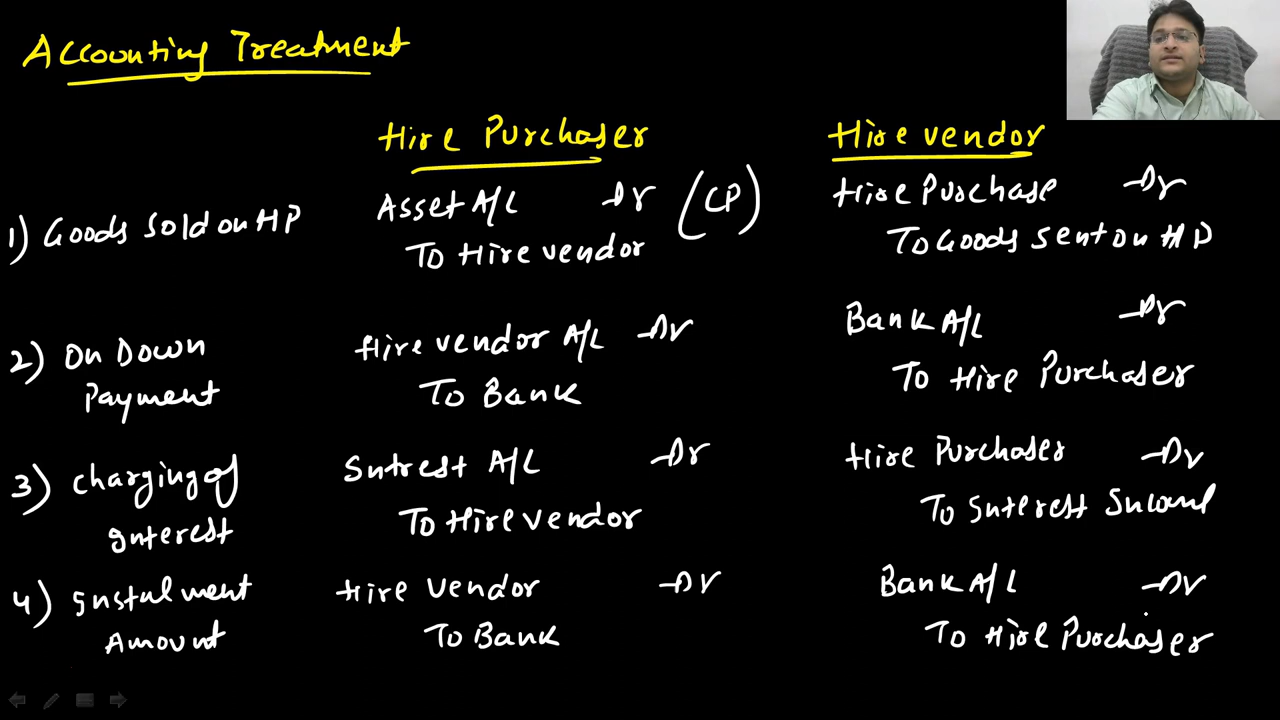 Accounting Treatment
Hire Purchaser Hire vendor
1) Goods Sold on HP Asset A/c Dr (CP) Hire Purchase Dr
To Hire vendor To Goods Sent on HP
2) On Down Payment Hire vendor A/c Dr Bank A/c Dr
To Bank To Hire Purchaser
3) Charging of Interest Intrest A/c Dr Hire Purchaser Dr
To Hire vendor To Interest
4) Instalment Amount Hire Vendor Dr Bank A/c Dr
To Bank To Hire Purchaser